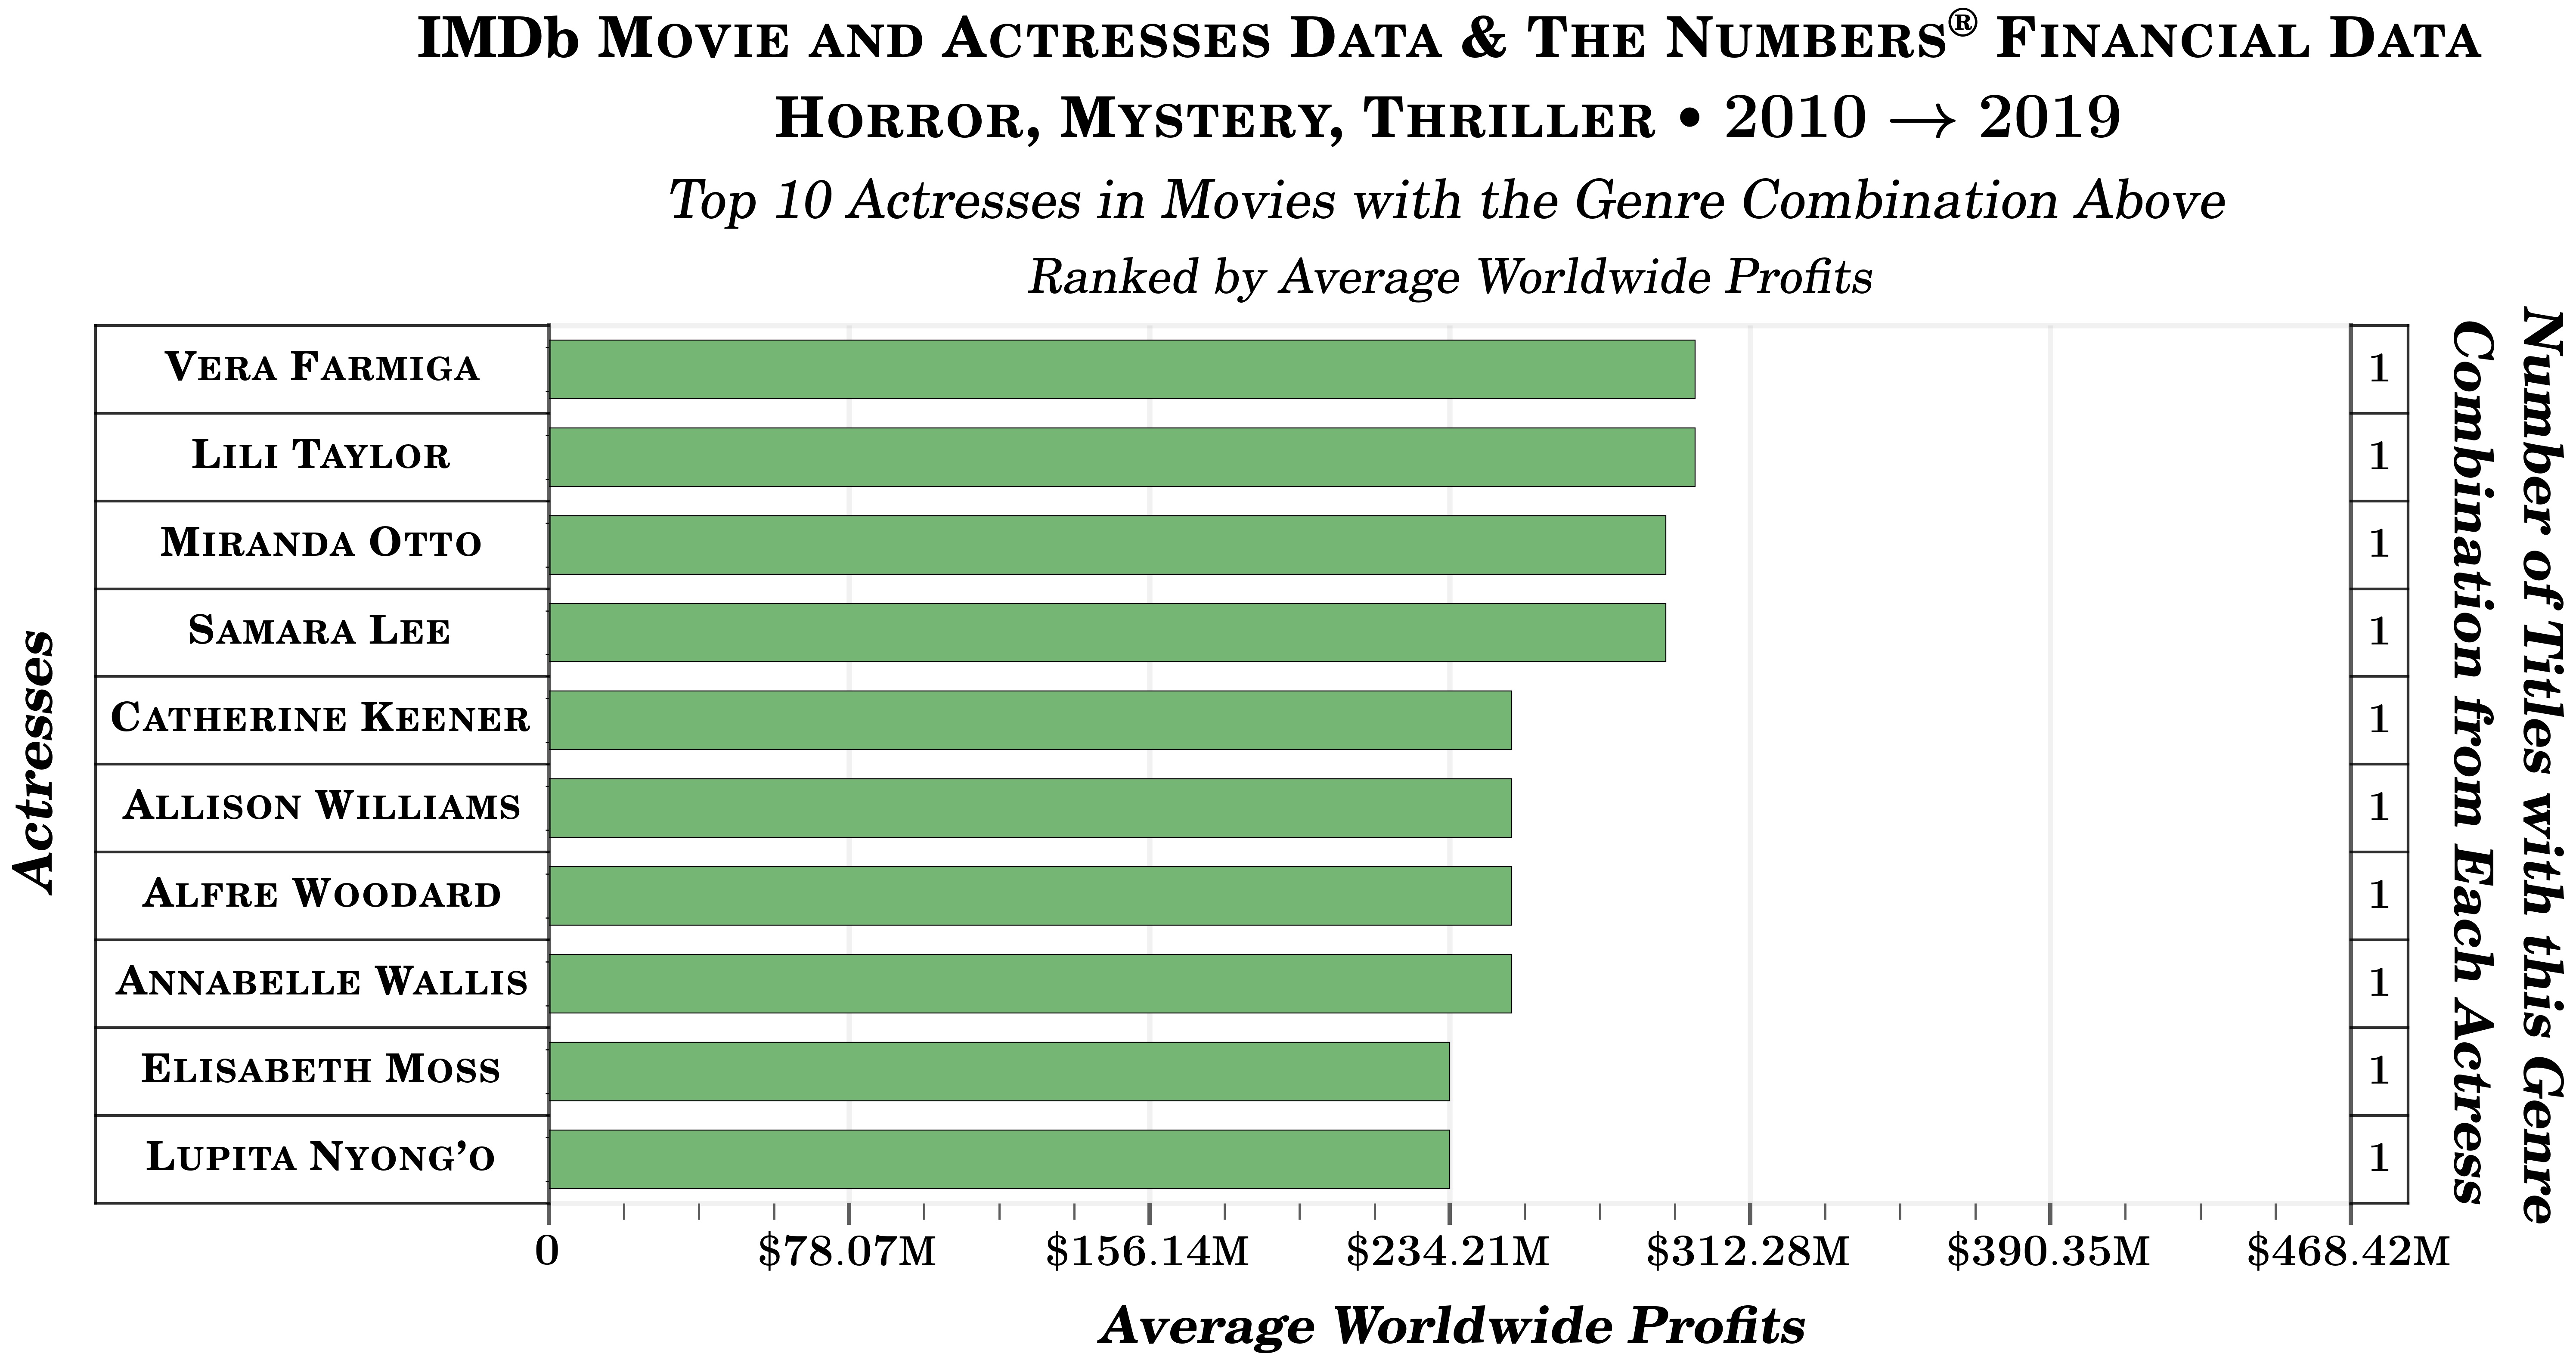 IMDb Movie and Actresses Data & The Numbers® Financial Data
Horror, Mystery, Thriller • 2010 → 2019
Top 10 Actresses in Movies with the Genre Combination Above
Ranked by Average Worldwide Profits
Actresses
Vera Farmiga 1
Lili Taylor 1
Miranda Otto 1
Samara Lee 1
Catherine Keener 1
Allison Williams 1
Alfre Woodard 1
Annabelle Wallis 1
Elisabeth Moss 1
Lupita Nyong’o 1
Number of Titles with this Genre
Combination from Each Actress
0 $78.07M $156.14M $234.21M $312.28M $390.35M $468.42M
Average Worldwide Profits